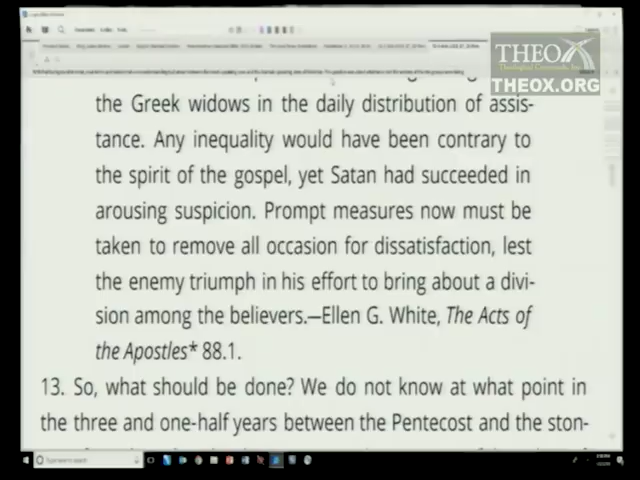 THEOX
THEOX.ORG
the Greek widows in the daily distribution of assis-
tance. Any inequality would have been contrary to
the spirit of the gospel, yet Satan had succeeded in
arousing suspicion. Prompt measures now must be
taken to remove all occasion for dissatisfaction, lest
the enemy triumph in his effort to bring about a divi-
sion among the believers.—Ellen G. White, The Acts of
the Apostles* 88.1.
13. So, what should be done? We do not know at what point in
the three and one-half years between the Pentecost and the ston-